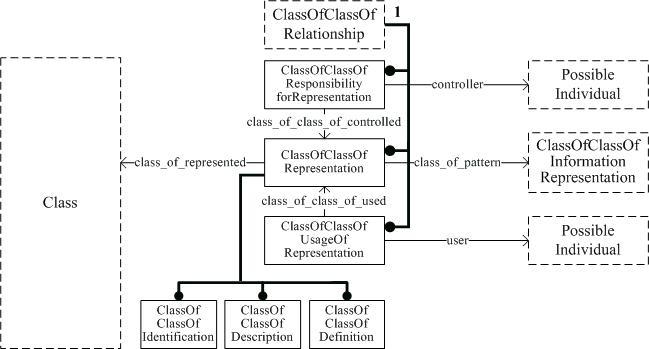 ClassOfClassOf
Relationship
1
ClassOfClassOf
Responsibility
forRepresentation
controller
Possible
Individual
class_of_class_of_controlled
Class
class_of_represented
ClassOfClassOf
Representation
class_of_pattern
ClassOfClassOf
Information
Representation
class_of_class_of_used
ClassOfClassOf
UsageOf
Representation
user
Possible
Individual
ClassOf
ClassOf
Identification
ClassOf
ClassOf
Description
ClassOf
ClassOf
Definition